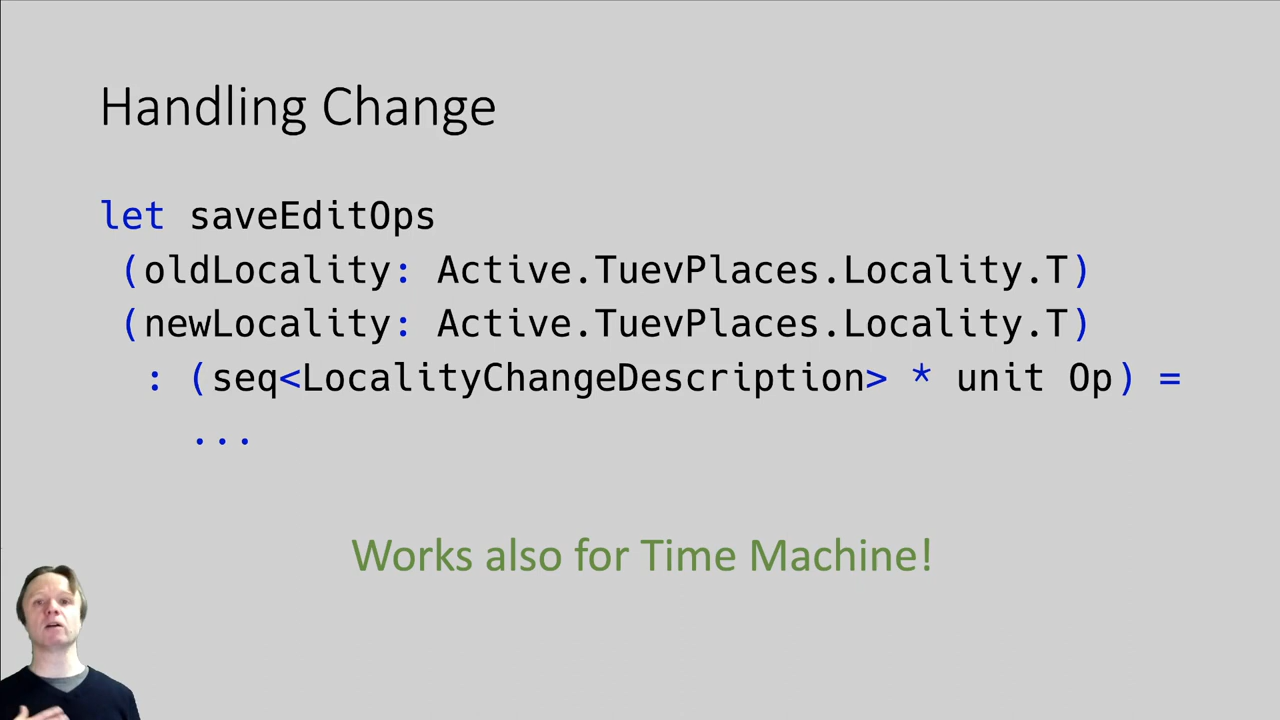 Handling Change
let saveEditOps
(oldLocality: Active.TuevPlaces.Locality.T)
(newLocality: Active.TuevPlaces.Locality.T)
: (seq<LocalityChangeDescription> * unit Op) =
...
Works also for Time Machine!